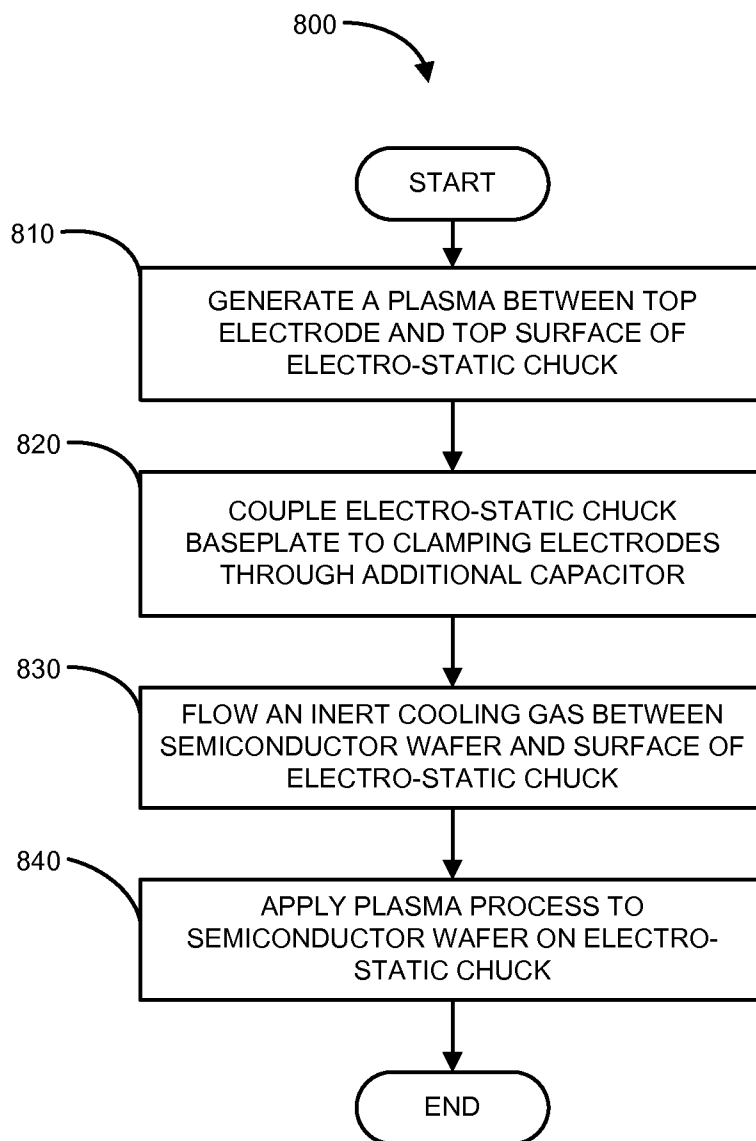 800
START
810
GENERATE A PLASMA BETWEEN TOP
ELECTRODE AND TOP SURFACE OF
ELECTRO-STATIC CHUCK
820
COUPLE ELECTRO-STATIC CHUCK
BASEPLATE TO CLAMPING ELECTRODES
THROUGH ADDITIONAL CAPACITOR
830
FLOW AN INERT COOLING GAS BETWEEN
SEMICONDUCTOR WAFER AND SURFACE OF
ELECTRO-STATIC CHUCK
840
APPLY PLASMA PROCESS TO
SEMICONDUCTOR WAFER ON ELECTRO-
STATIC CHUCK
END